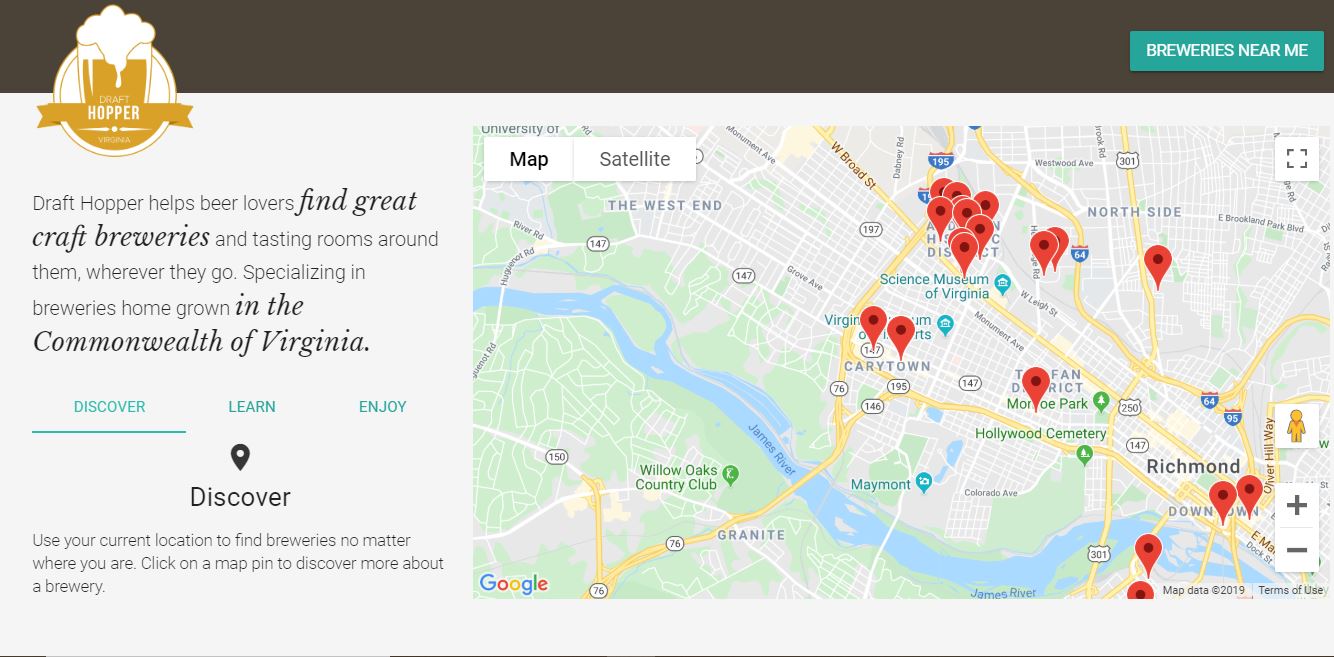 DRAFT
HOPPER
VIRGINIA
BREWERIES NEAR ME
Draft Hopper helps beer lovers find great
craft breweries and tasting rooms around
them, wherever they go. Specializing in
breweries home grown in the
Commonwealth of Virginia.
DISCOVER LEARN ENJOY
Discover
Use your current location to find breweries no matter
where you are. Click on a map pin to discover more about
a brewery.
University of
Map Satellite
Monument Ave
W Broad St
Dabney Rd
195
Westwood Ave
301
THE WEST END
NORTH SIDE
E Brookland Park Blvd
River Rd
147
197
Huguenot Rd
64
147
Grove Ave
Science Museum
of Virginia
W Leigh St
Monument Ave
147
CARYTOWN
76
195
147
146
Park
250
64
95
Hollywood Cemetery
147
James River
150
Willow Oaks
Country Club
Maymont
Colorado Ave
Richmond
Oliver Hill Way
GRANITE
76
301
Dock St
76
James River
Google
Map data ©2019 Terms of Use